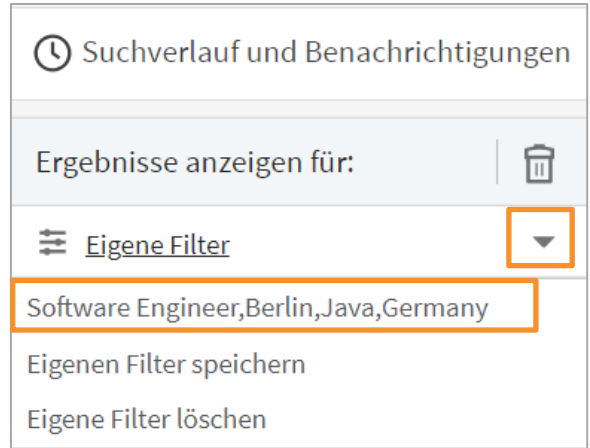 Suchverlauf und Benachrichtigungen
Ergebnisse anzeigen für:
Eigene Filter
Software Engineer,Berlin,Java,Germany
Eigenen Filter speichern
Eigene Filter löschen